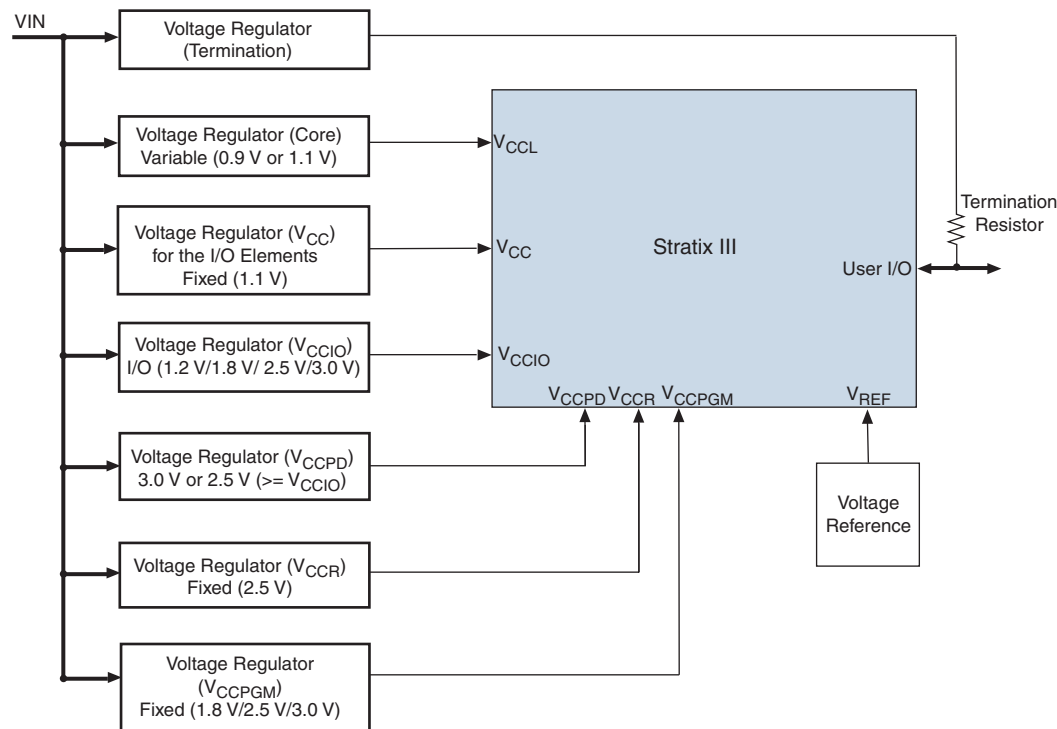 VIN
Voltage Regulator
(Termination)
Voltage Regulator (Core)
Variable (0.9 V or 1.1 V)
Voltage Regulator (VCC)
for the I/O Elements
Fixed (1.1 V)
Voltage Regulator (VCCIO)
I/O (1.2 V/1.8 V/ 2.5 V/3.0 V)
Voltage Regulator (VCCPD)
3.0 V or 2.5 V (>= VCCIO)
Voltage Regulator (VCCR)
Fixed (2.5 V)
Voltage Regulator
(VCCPGM)
Fixed (1.8 V/2.5 V/3.0 V)
VCCL
VCC
VCCIO
Stratix III
User I/O
VCCPD VCCR VCCPGM
VREF
Termination
Resistor
Voltage
Reference